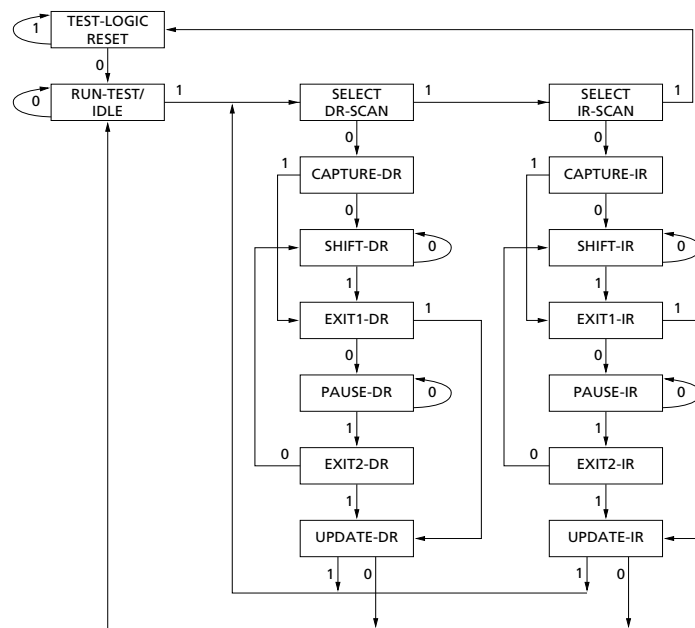 TEST-LOGIC
RESET
1
0
RUN-TEST/
IDLE
0
1
SELECT
DR-SCAN
1
SELECT
IR-SCAN
1
0
0
1
CAPTURE-DR
1
CAPTURE-IR
0
0
SHIFT-DR
0
SHIFT-IR
0
1
1
EXIT1-DR
1
EXIT1-IR
1
0
0
PAUSE-DR
0
PAUSE-IR
0
1
1
0
EXIT2-DR
0
EXIT2-IR
1
1
UPDATE-DR
UPDATE-IR
1
0
1
0